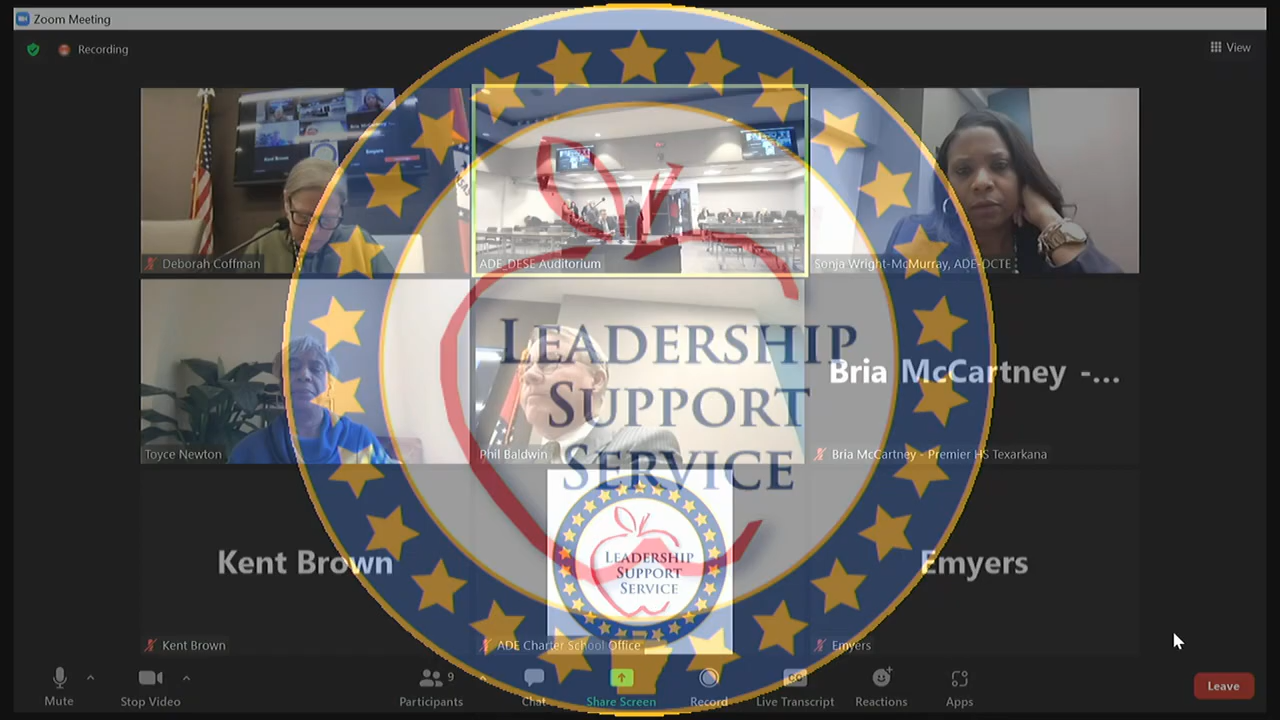 Zoom Meeting
Recording
View
Deborah Coffman
ADE-DESE Auditorium
Sonja Wright-McMurray, ADE-DCTE
LEADERSHIP
SUPPORT
SERVICE
Bria McCartney -...
Toyce Newton
Phil Baldwin
Bria McCartney - Premier HS Texarkana
Kent Brown
LEADERSHIP
SUPPORT
SERVICE
Emyers
Kent Brown
ADE Charter School Office
Emyers
Mute
Stop Video
Participants
9
Chat
Share Screen
Record
CC
Live Transcript
Reactions
Apps
Leave